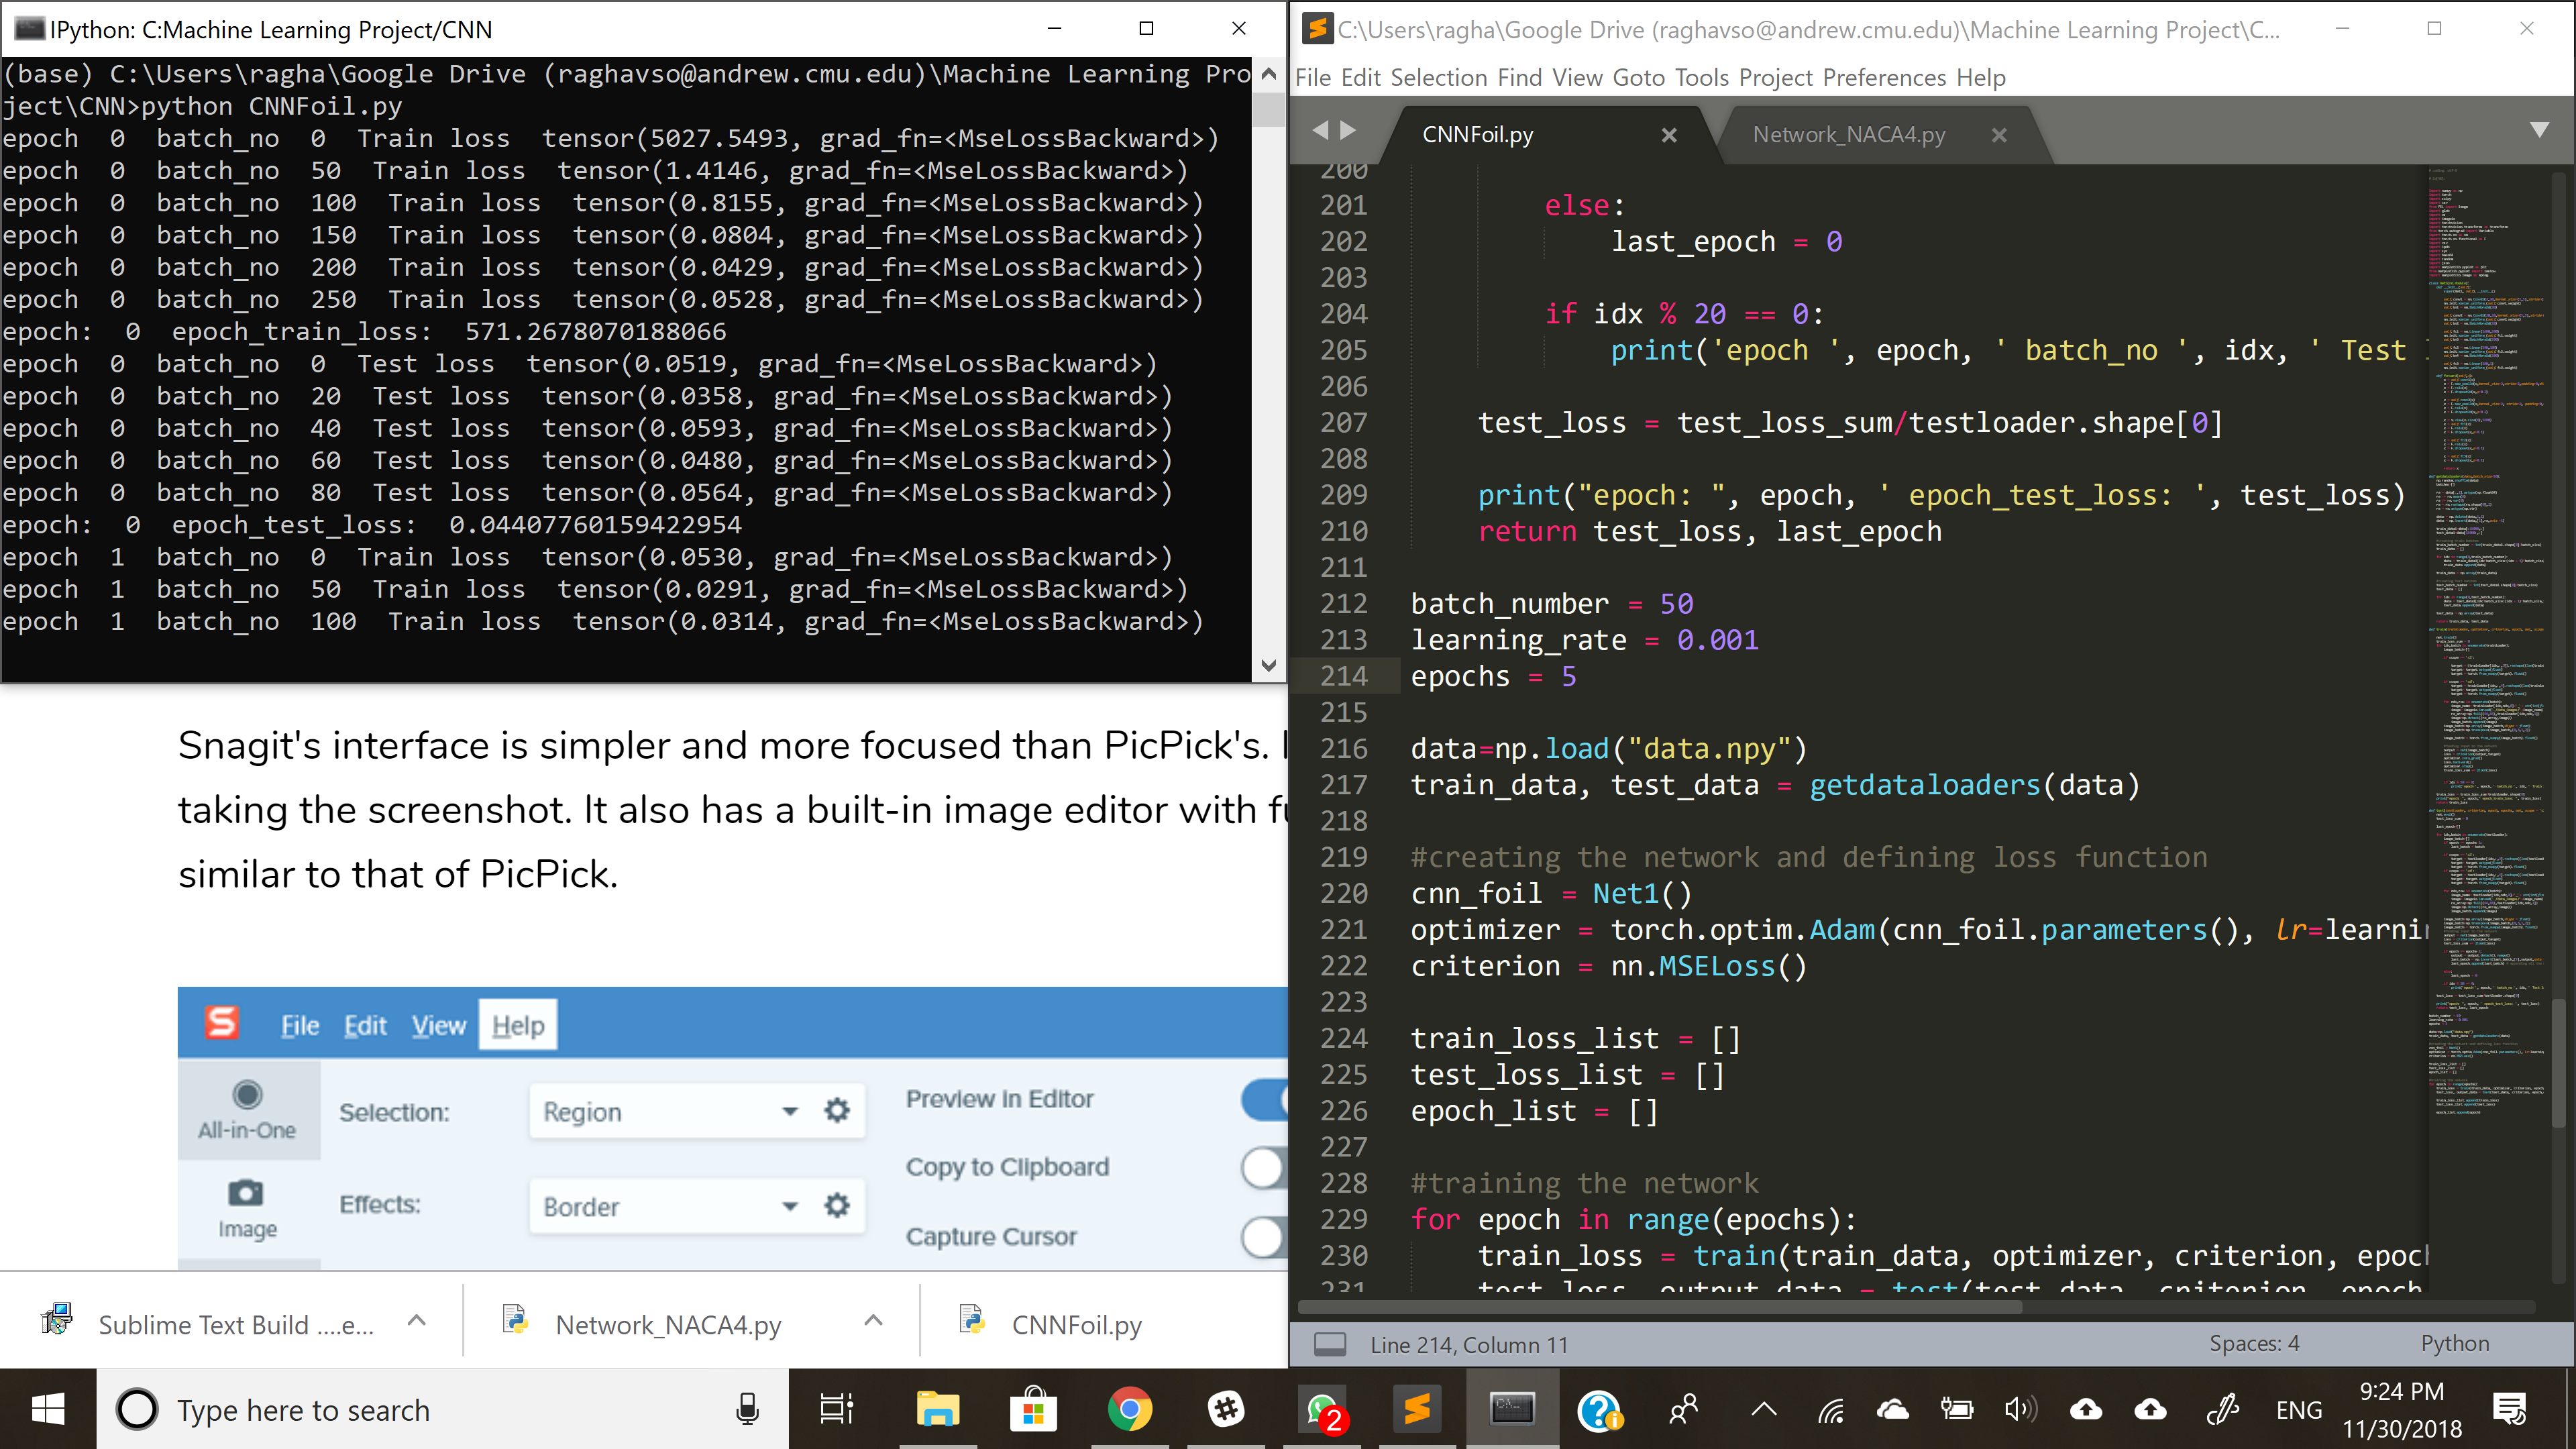 IPython: C:Machine Learning Project/CNN
(base) C:\Users\ragha\Google Drive (raghavso@andrew.cmu.edu)\Machine Learning Pro
ject\CNN>python CNNFoil.py
epoch  0  batch_no  0  Train loss  tensor(5027.5493, grad_fn=<MseLossBackward>)
epoch  0  batch_no  50  Train loss  tensor(1.4146, grad_fn=<MseLossBackward>)
epoch  0  batch_no  100  Train loss  tensor(0.8155, grad_fn=<MseLossBackward>)
epoch  0  batch_no  150  Train loss  tensor(0.0804, grad_fn=<MseLossBackward>)
epoch  0  batch_no  200  Train loss  tensor(0.0429, grad_fn=<MseLossBackward>)
epoch  0  batch_no  250  Train loss  tensor(0.0528, grad_fn=<MseLossBackward>)
epoch:  0  epoch_train_loss:  571.2678070188066
epoch  0  batch_no  0  Test loss  tensor(0.0519, grad_fn=<MseLossBackward>)
epoch  0  batch_no  20  Test loss  tensor(0.0358, grad_fn=<MseLossBackward>)
epoch  0  batch_no  40  Test loss  tensor(0.0593, grad_fn=<MseLossBackward>)
epoch  0  batch_no  60  Test loss  tensor(0.0480, grad_fn=<MseLossBackward>)
epoch  0  batch_no  80  Test loss  tensor(0.0564, grad_fn=<MseLossBackward>)
epoch:  0  epoch_test_loss:  0.04407760159422954
epoch  1  batch_no  0  Train loss  tensor(0.0530, grad_fn=<MseLossBackward>)
epoch  1  batch_no  50  Train loss  tensor(0.0291, grad_fn=<MseLossBackward>)
epoch  1  batch_no  100  Train loss  tensor(0.0314, grad_fn=<MseLossBackward>)
Snagit's interface is simpler and more focused than PicPick's.
taking the screenshot. It also has a built-in image editor with
similar to that of PicPick.
S File Edit View Help
All-in-One
Image
Selection: Region
Effects: Border
Preview in Editor
Copy to Clipboard
Capture Cursor
Sublime Text Build ....e...
Network_NACA4.py
CNNFoil.py
C:\Users\ragha\Google Drive (raghavso@andrew.cmu.edu)\Machine Learning Project\C...
File Edit Selection Find View Goto Tools Project Preferences Help
CNNFoil.py
Network_NACA4.py
200
201 else:
202 last_epoch = 0
203
204 if idx % 20 == 0:
205 print('epoch ', epoch, ' batch_no ', idx, ' Test
206
207 test_loss = test_loss_sum/testloader.shape[0]
208
209 print("epoch: ", epoch, ' epoch_test_loss: ', test_loss)
210 return test_loss, last_epoch
211
212 batch_number = 50
213 learning_rate = 0.001
214 epochs = 5
215
216 data=np.load("data.npy")
217 train_data, test_data = getdataloaders(data)
218
219 #creating the network and defining loss function
220 cnn_foil = Net1()
221 optimizer = torch.optim.Adam(cnn_foil.parameters(), lr=learni
222 criterion = nn.MSELoss()
223
224 train_loss_list = []
225 test_loss_list = []
226 epoch_list = []
227
228 #training the network
229 for epoch in range(epochs):
230 train_loss = train(train_data, optimizer, criterion, epoc
231 test_loss, output_data = test(test_data, criterion, epoch
Line 214, Column 11
Spaces: 4
Python
Type here to search
2
ENG
9:24 PM
11/30/2018